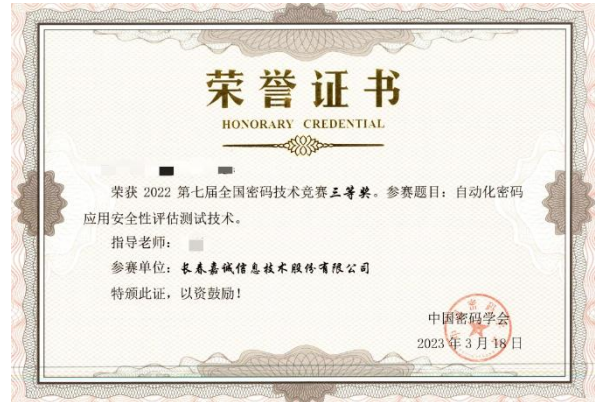 荣誉证书
HONORARY CREDENTIAL
荣获 2022 第七届全国密码技术竞赛三等奖。参赛题目：自动化密码
应用安全性评估测试技术。
指导老师：
参赛单位：长春嘉诚信息技术股份有限公司
特颁此证，以资鼓励！
中国密码学会
2023 年 3 月 18 日